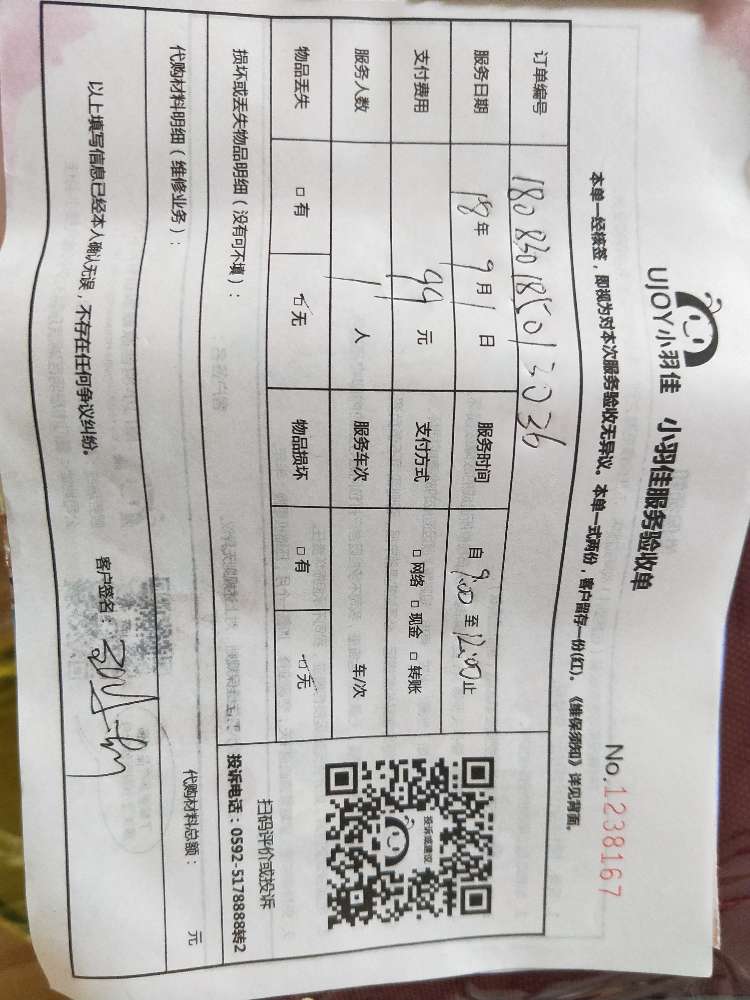 UJOY小羽佳 小羽佳服务验收单
No.1238167
本单一经核签，即视为对本次服务验收无异议。本单一式两份，客户留存一份(红)。《维保须知》详见背面。
订单编号 180830185013036
服务日期 18年9月1日 服务时间 自9:00至12:00止
支付费用 99元 支付方式 □网络 □现金 □转账
服务人数 1人 服务车次 车/次
物品丢失 □有 □无 物品损坏 □有 □无
损坏或丢失物品明细（没有可不填）：
投诉或建议
扫码评价或投诉
投诉电话：0592-5178888转2
代购材料明细（维修业务）： 代购材料总额： 元
以上填写信息已经本人确认无误，不存在任何争议纠纷。 客户签名：